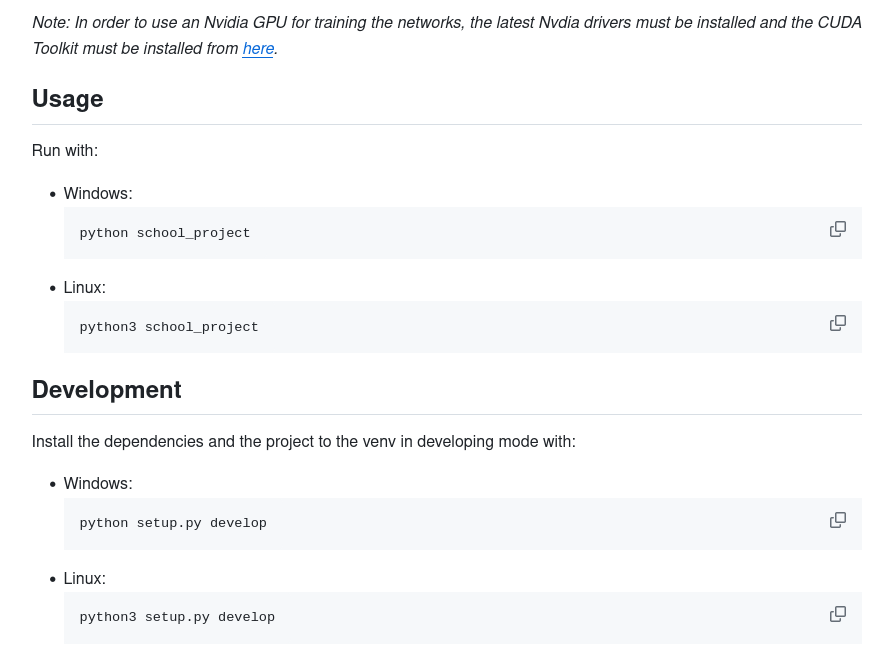 Note: In order to use an Nvidia GPU for training the networks, the latest Nvdia drivers must be installed and the CUDA
Toolkit must be installed from here.
Usage
Run with:
• Windows:
python school_project
• Linux:
python3 school_project
Development
Install the dependencies and the project to the venv in developing mode with:
• Windows:
python setup.py develop
• Linux:
python3 setup.py develop